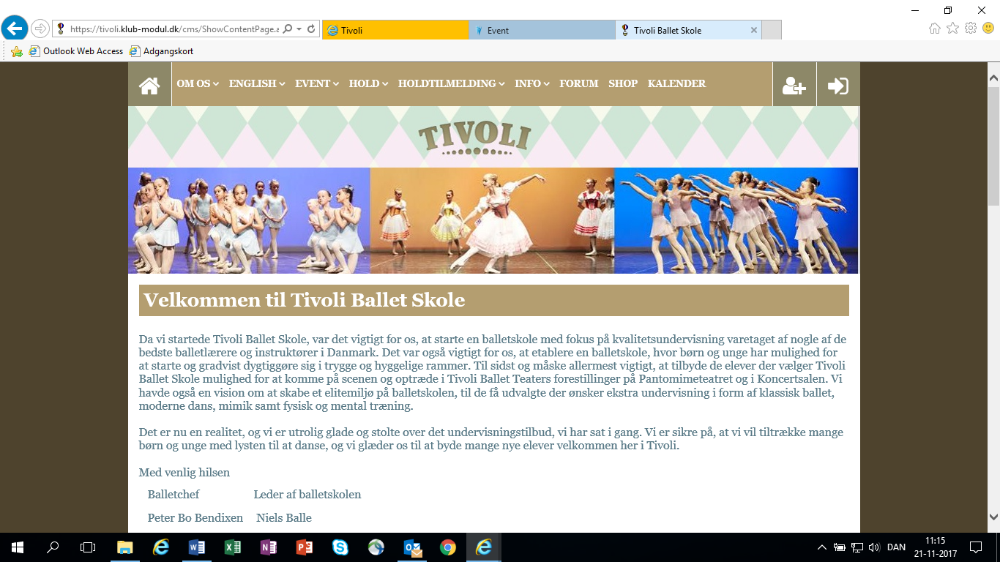 https://tivoli.klub-modul.dk/cms/ShowContentPage.a
Tivoli
Event
Tivoli Ballet Skole
Outlook Web Access
Adgangskort
OM OS ENGLISH EVENT HOLD HOLDTILMELDING INFO FORUM SHOP KALENDER
TIVOLI
Velkommen til Tivoli Ballet Skole
Da vi startede Tivoli Ballet Skole, var det vigtigt for os, at starte en balletskole med fokus på kvalitetsundervisning varetaget af nogle af de
bedste balletlærere og instruktører i Danmark. Det var også vigtigt for os, at etablere en balletskole, hvor børn og unge har mulighed for
at starte og gradvist dygtiggøre sig i trygge og hyggelige rammer. Til sidst og måske allermest vigtigt, at tilbyde de elever der vælger Tivoli
Ballet Skole mulighed for at komme på scenen og optræde i Tivoli Ballet Teaters forestillinger på Pantomimeteatret og i Koncertsalen. Vi
havde også en vision om at skabe et elitemiljø på balletskolen, til de få udvalgte der ønsker ekstra undervisning i form af klassisk ballet,
moderne dans, mimik samt fysisk og mental træning.
Det er nu en realitet, og vi er utrolig glade og stolte over det undervisningstilbud, vi har sat i gang. Vi er sikre på, at vi vil tiltrække mange
børn og unge med lysten til at danse, og vi glæder os til at byde mange nye elever velkommen her i Tivoli.
Med venlig hilsen
Balletchef Leder af balletskolen
Peter Bo Bendixen Niels Balle
DAN
11:15
21-11-2017